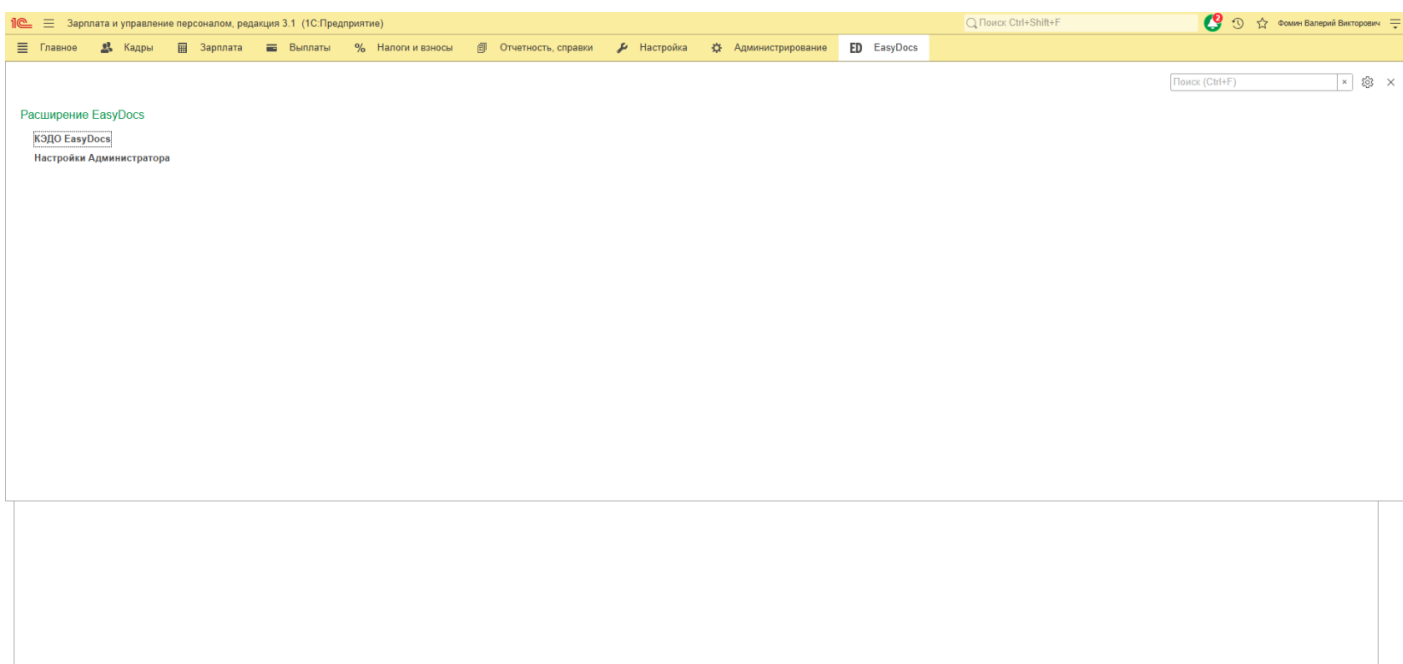 1С Зарплата и управление персоналом, редакция 3.1 (1С:Предприятие) Поиск Ctrl+Shift+F 2 Фомин Валерий Викторович
Главное Кадры Зарплата Выплаты % Налоги и взносы Отчетность, справки Настройка Администрирование ED EasyDocs
Поиск (Ctrl+F) × ×
Расширение EasyDocs
КЭДО EasyDocs
Настройки Администратора